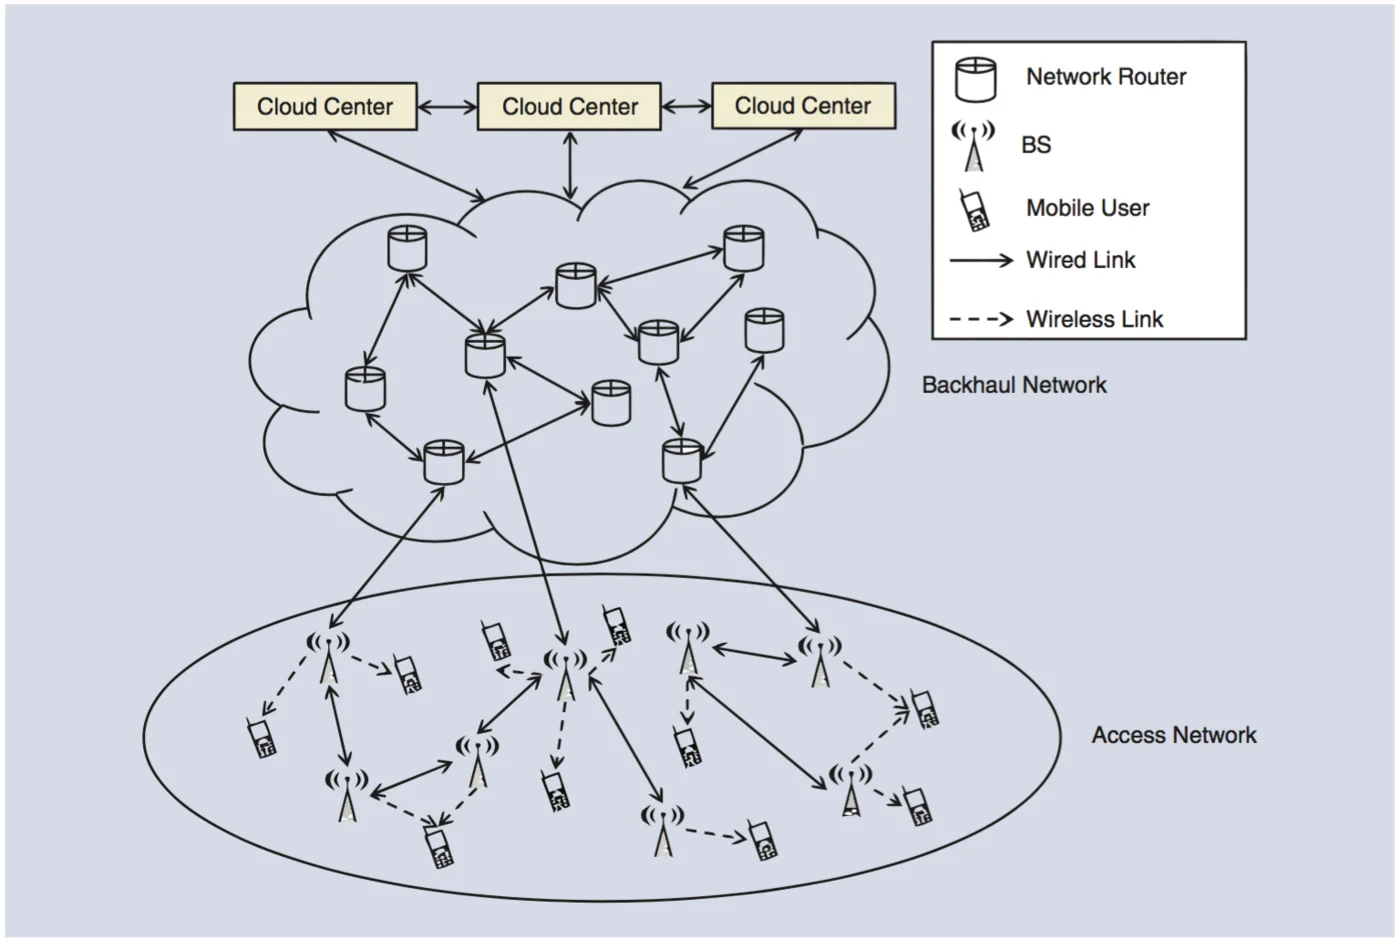 Cloud Center
Cloud Center
Cloud Center
Network Router
BS
Mobile User
Wired Link
Wireless Link
Backhaul Network
Access Network